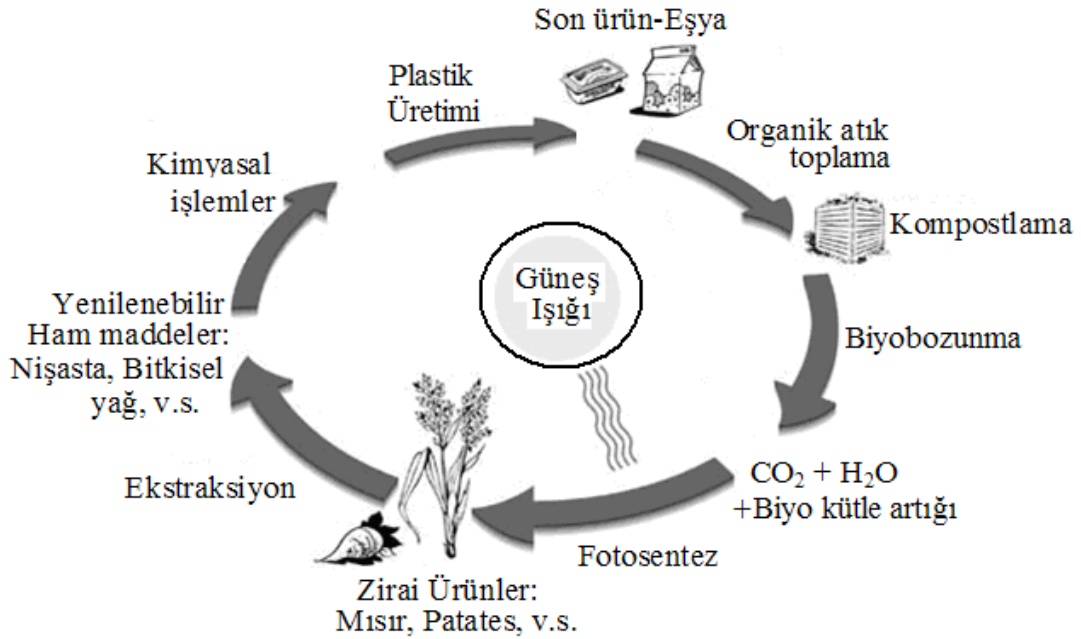 Son ürün-Eşya
Plastik
Üretimi
Organik atık
toplama
Kimyasal
işlemler
Kompostlama
Güneş
Işığı
Yenilenebilir
Ham maddeler:
Nişasta, Bitkisel
yağ, v.s.
Biyobozunma
Ekstraksiyon
CO₂ + H₂O
+Biyo kütle artığı
Fotosentez
Zirai Ürünler:
Mısır, Patates, v.s.